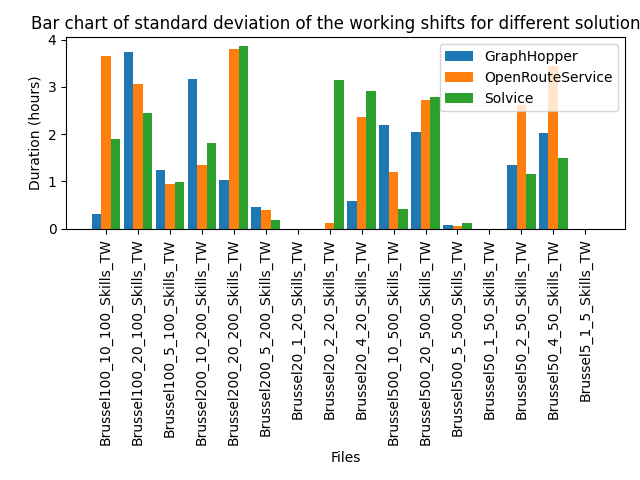 Bar chart of standard deviation of the working shifts for different solution
Duration (hours)
4
3
2
1
0
GraphHopper
OpenRouteService
Solvice
Brussel100_10_100_Skills_TW
Brussel100_20_100_Skills_TW
Brussel100_5_100_Skills_TW
Brussel200_10_200_Skills_TW
Brussel200_20_200_Skills_TW
Brussel200_5_200_Skills_TW
Brussel20_1_20_Skills_TW
Brussel20_2_20_Skills_TW
Brussel20_4_20_Skills_TW
Brussel500_10_500_Skills_TW
Brussel500_20_500_Skills_TW
Brussel500_5_500_Skills_TW
Brussel50_1_50_Skills_TW
Brussel50_2_50_Skills_TW
Brussel50_4_50_Skills_TW
Brussel5_1_5_Skills_TW
Files